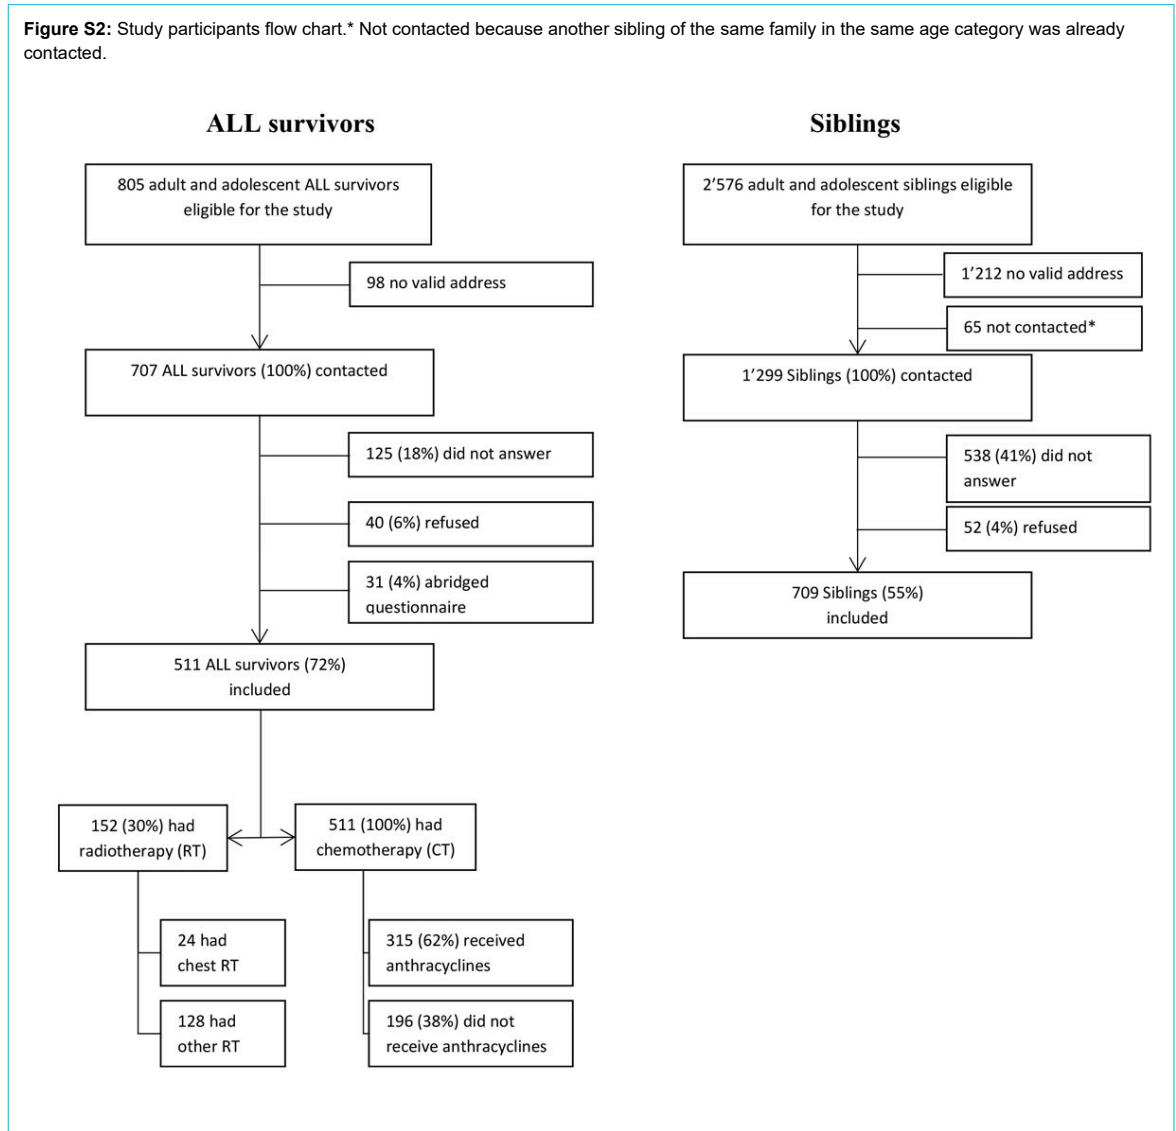 Figure S2: Study participants flow chart.* Not contacted because another sibling of the same family in the same age category was already
contacted.
ALL survivors
805 adult and adolescent ALL survivors
eligible for the study
98 no valid address
707 ALL survivors (100%) contacted
125 (18%) did not answer
40 (6%) refused
31 (4%) abridged
questionnaire
511 ALL survivors (72%)
included
152 (30%) had
radiotherapy (RT)
511 (100%) had
chemotherapy (CT)
24 had
chest RT
128 had
other RT
315 (62%) received
anthracyclines
196 (38%) did not
receive anthracyclines
Siblings
2’576 adult and adolescent siblings eligible
for the study
1’212 no valid address
65 not contacted*
1’299 Siblings (100%) contacted
538 (41%) did not
answer
52 (4%) refused
709 Siblings (55%)
included